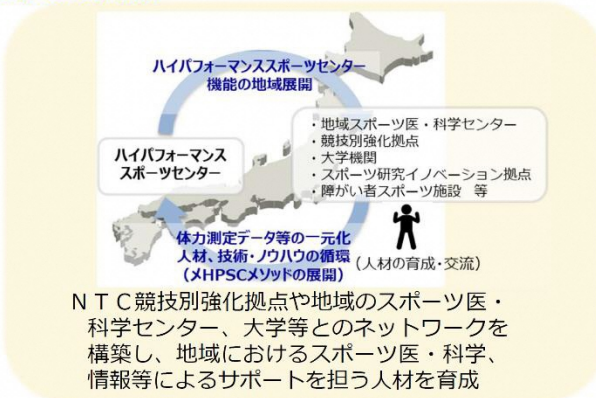 ハイパフォーマンススポーツセンター
機能の地域展開
・地域スポーツ医・科学センター
・競技別強化拠点
・大学機関
・スポーツ研究イノベーション拠点
・障がい者スポーツ施設　等
ハイパフォーマンス
スポーツセンター
体力測定データ等の一元化
人材、技術・ノウハウの循環
(メHPSCメソッドの展開)
(人材の育成・交流)
ＮＴＣ競技別強化拠点や地域のスポーツ医・
科学センター、大学等とのネットワークを
構築し、地域におけるスポーツ医・科学、
情報等によるサポートを担う人材を育成